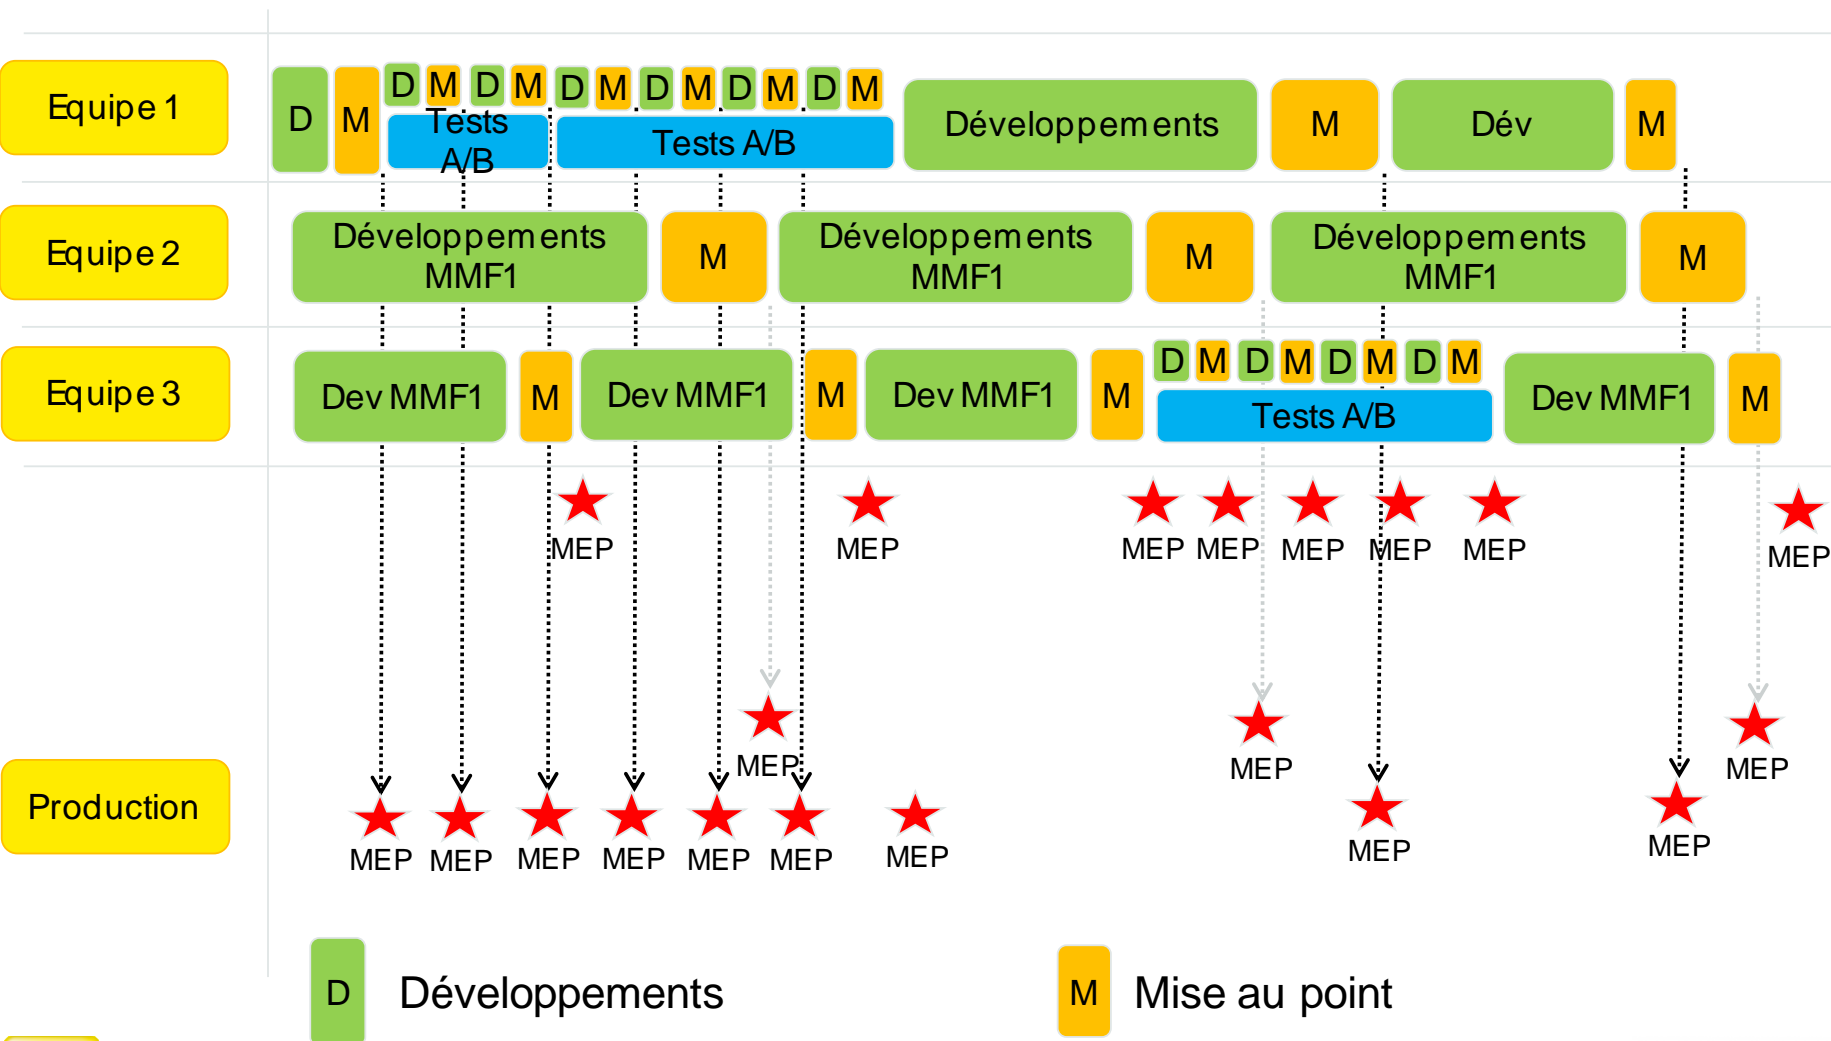 Equipe 1
D
M
D M D M D M D M D M D M
Tests
A/B
Tests A/B
Développements
M
Dév
M
Equipe 2
Développements
MMF1
M
Développements
MMF1
M
Développements
MMF1
M
Equipe 3
Dev MMF1
M
Dev MMF1
M
Dev MMF1
M
D M D M D M D M
Tests A/B
Dev MMF1
M
MEP
MEP
MEP
MEP
MEP
MEP
MEP
MEP
MEP
MEP
MEP
Production
MEP
MEP
MEP
MEP
MEP
MEP
MEP
MEP
MEP
D
Développements
M
Mise au point